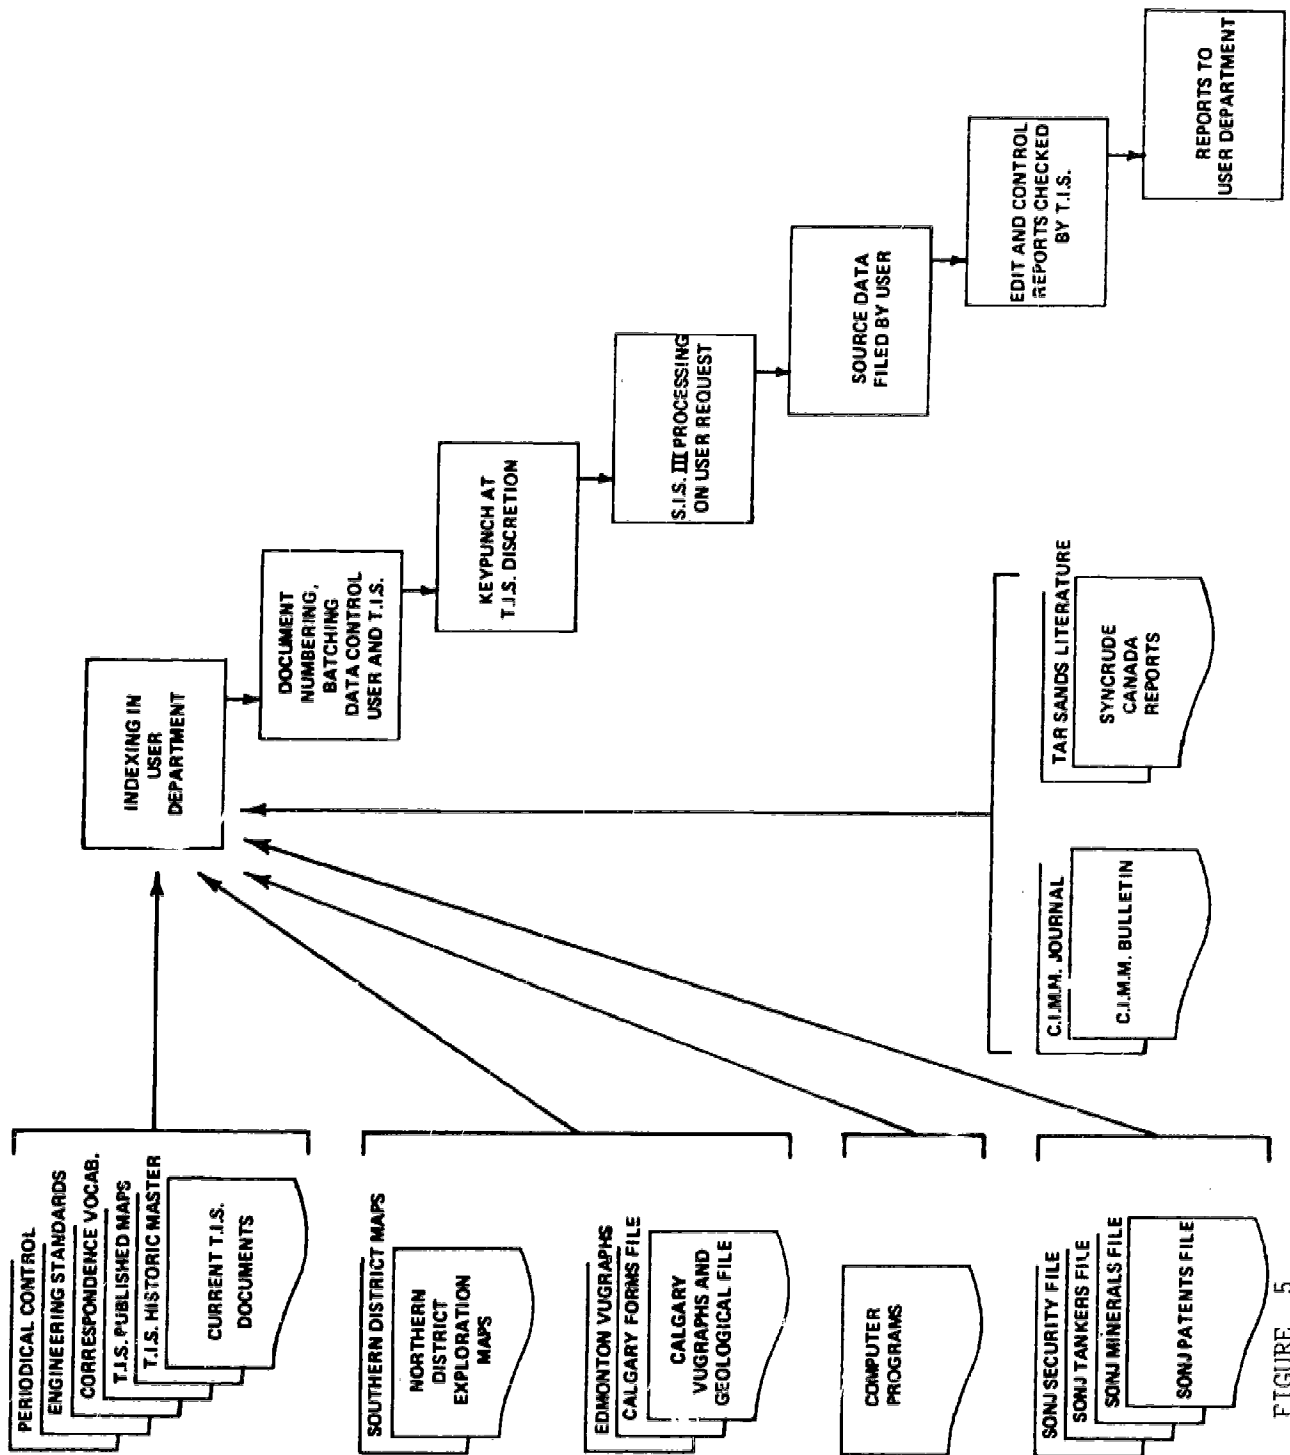 PERIODICAL CONTROL
ENGINEERING STANDARDS
CORRESPONDENCE VOCAB.
T.I.S. PUBLISHED MAPS
T.I.S. HISTORIC MASTER
CURRENT T.I.S.
DOCUMENTS
SOUTHERN DISTRICT MAPS
NORTHERN
DISTRICT
EXPLORATION
MAPS
EDMONTON VUGRAPHS
CALGARY FORMS FILE
CALGARY
VUGRAPHS AND
GEOLOGICAL FILE
COMPUTER
PROGRAMS
SONJ SECURITY FILE
SONJ TANKERS FILE
SONJ MINERALS FILE
SONJ PATENTS FILE
C.I.M.M. JOURNAL
C.I.M.M. BULLETIN
TAR SANDS LITERATURE
SYNCRUDE
CANADA
REPORTS
INDEXING IN
USER
DEPARTMENT
DOCUMENT
NUMBERING,
BATCHING
DATA CONTROL
USER AND T.I.S.
KEYPUNCH AT
T.I.S. DISCRETION
S.I.S. III PROCESSING
ON USER REQUEST
SOURCE DATA
FILED BY USER
EDIT AND CONTROL
REPORTS CHECKED
BY T.I.S.
REPORTS TO
USER DEPARTMENT
FIGURE 5